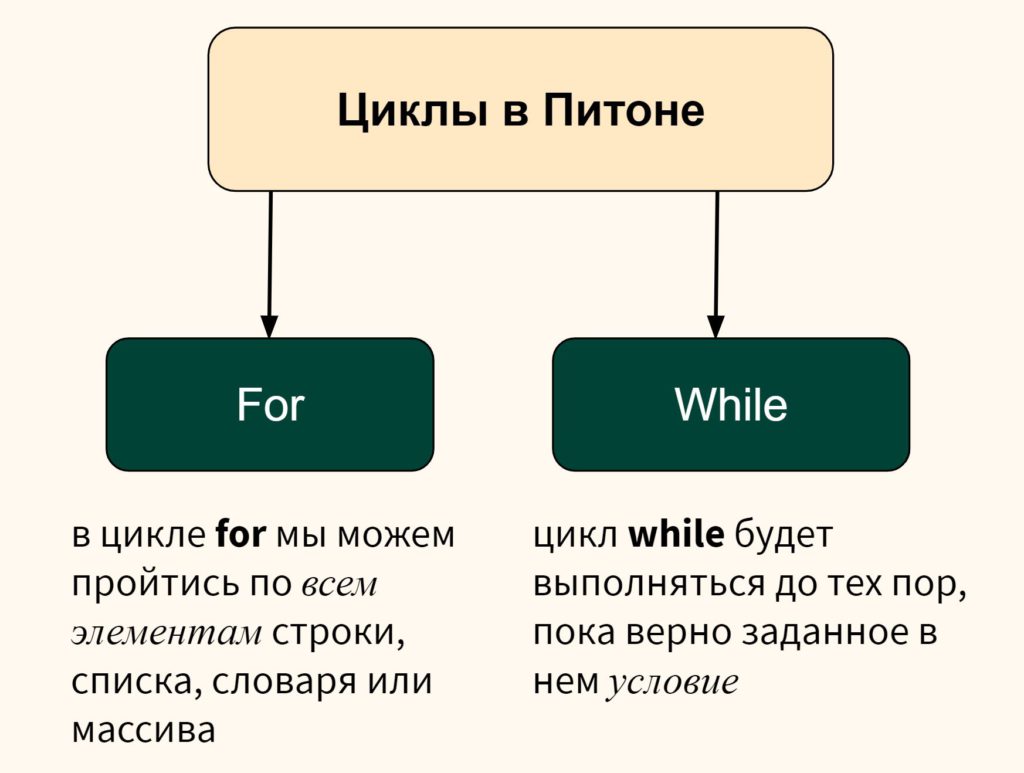 Циклы в Питоне
For
While
в цикле for мы можем
пройтись по всем
элементам строки,
списка, словаря или
массива
цикл while будет
выполняться до тех пор,
пока верно заданное в
нем условие